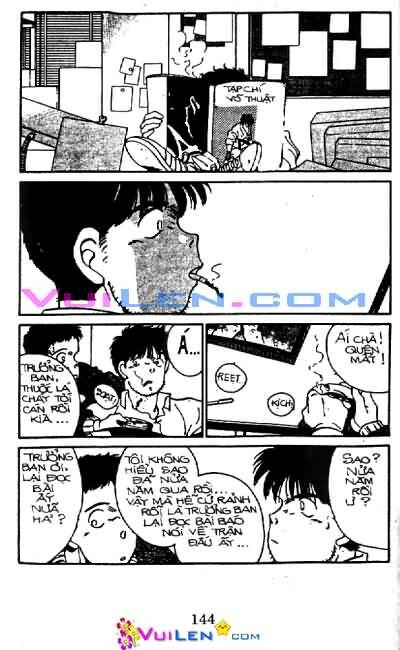 TẠP CHÍ
VÕ THUẬT
VUILEN.COM
TRƯỞNG
BAN,
THUỐC LÁ
CHÁY TỚI
CẰN RỒI
KÌA...
Á...
ÁI CHÀ!
QUÊN
MẤT!
REET..
KỊCH!
TRƯỞNG
BAN ƠI,
LẠI ĐỌC
BÀI
ẤY
NỮA
HẢ?
TÔI KHÔNG
HIỂU SAO
ĐÃ NỬA
NĂM QUA RỒI...
VẬY MÀ HỄ CỨ RẢNH
RỖI LÀ TRƯỞNG BAN
LẠI ĐỌC BÀI BÁO
NÓI VỀ TRẬN
ĐẤU ẤY...
SAO?
NỬA
NĂM
RỒI
Ư?
144
VUILEN.COM